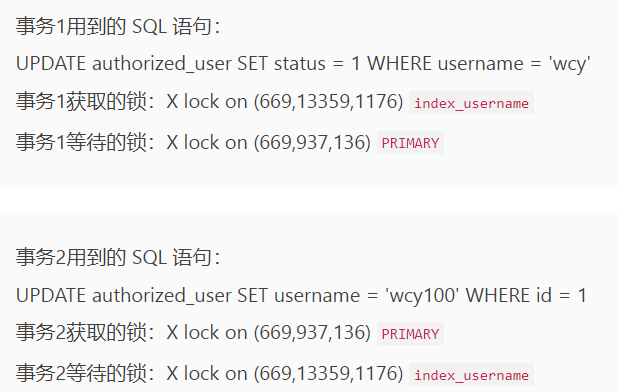 事务1用到的 SQL 语句：
UPDATE authorized_user SET status = 1 WHERE username = 'wcy'
事务1获取的锁：X lock on (669,13359,1176) index_username
事务1等待的锁：X lock on (669,937,136) PRIMARY
事务2用到的 SQL 语句：
UPDATE authorized_user SET username = 'wcy100' WHERE id = 1
事务2获取的锁：X lock on (669,937,136) PRIMARY
事务2等待的锁：X lock on (669,13359,1176) index_username